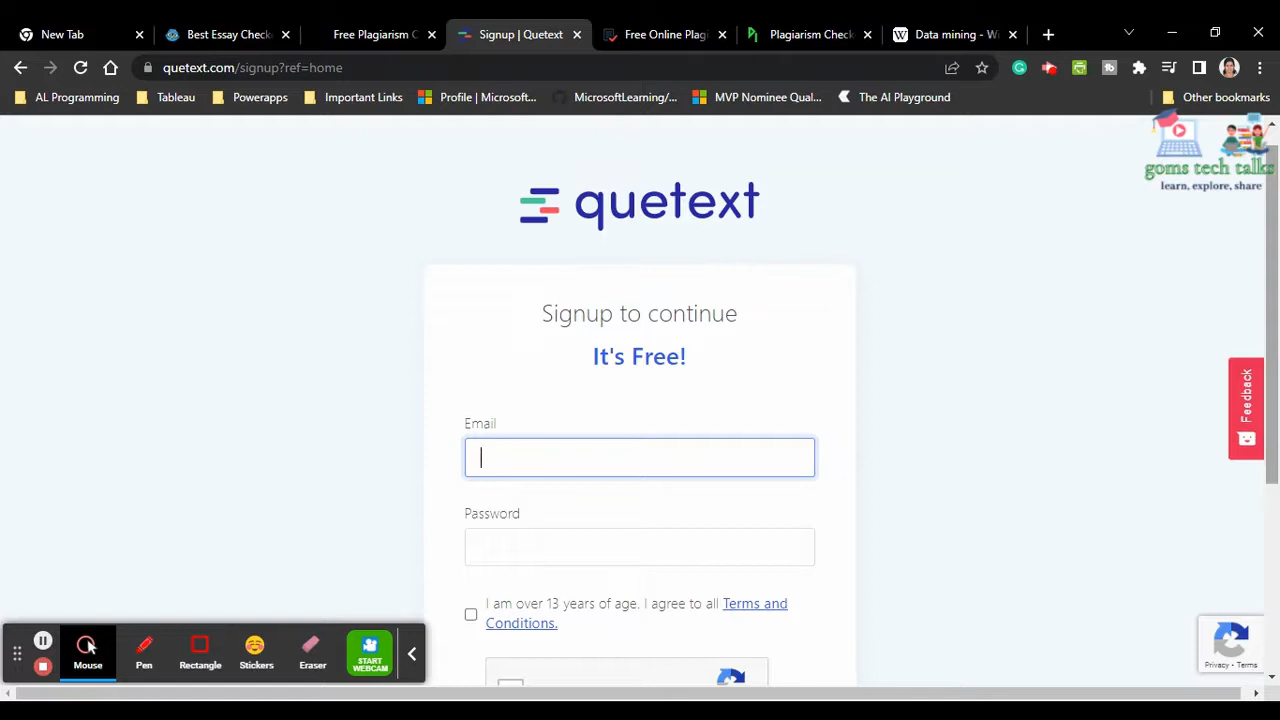 New Tab
Best Essay Check
Free Plagiarism C
Signup | Quetext
Free Online Plagi
Plagiarism Check
Data mining - Wi
quetext.com/signup?ref=home
AL Programming
Tableau
Powerapps
Important Links
Profile | Microsoft...
MicrosoftLearning/...
MVP Nominee Qual...
The AI Playground
Other bookmarks
goms tech talks
learn, explore, share
quetext
Signup to continue
It's Free!
Email
Password
I am over 13 years of age. I agree to all Terms and
Conditions.
Feedback
Mouse
Pen
Rectangle
Stickers
Eraser
START
WEBCAM
Privacy - Terms